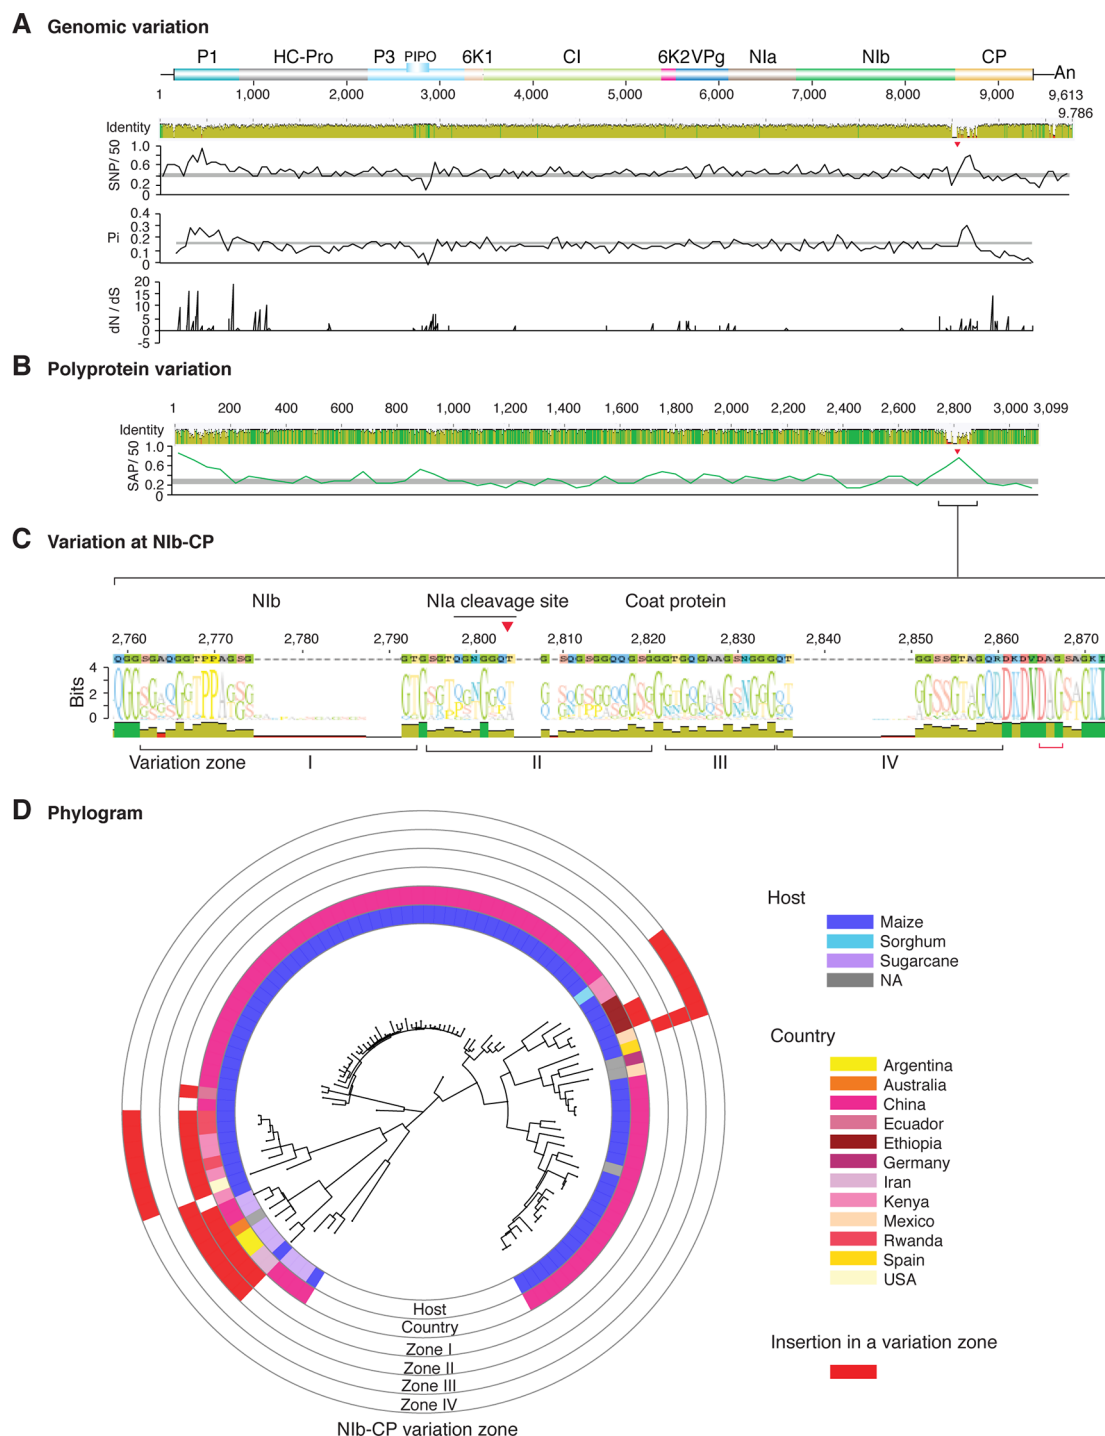 A Genomic variation
P1 HC-Pro P3 PIPO 6K1 CI 6K2 VPg NIa NIb CP
An
1 1,000 2,000 3,000 4,000 5,000 6,000 7,000 8,000 9,000 9,613
9.786
Identity
SNP/ 50
1.0
0.6
0.2
0
Pi
0.4
0.3
0.2
0.1
0
dN / dS
20
15
10
5
0
-5
B Polyprotein variation
1 200 400 600 800 1,000 1,200 1,400 1,600 1,800 2,000 2,200 2,400 2,600 2,800 3,000 3,099
Identity
SAP/ 50
1.0
0.6
0.2
0
C Variation at NIb-CP
NIb NIa cleavage site Coat protein
2,760 2,770 2,780 2,790 2,800 2,810 2,820 2,830 2,840 2,850 2,860 2,870
Bits
4
2
0
Variation zone I II III IV
D Phylogram
Host
Maize
Sorghum
Sugarcane
NA
Country
Argentina
Australia
China
Ecuador
Ethiopia
Germany
Iran
Kenya
Mexico
Rwanda
Spain
USA
Insertion in a variation zone
Host
Country
Zone I
Zone II
Zone III
Zone IV
NIb-CP variation zone